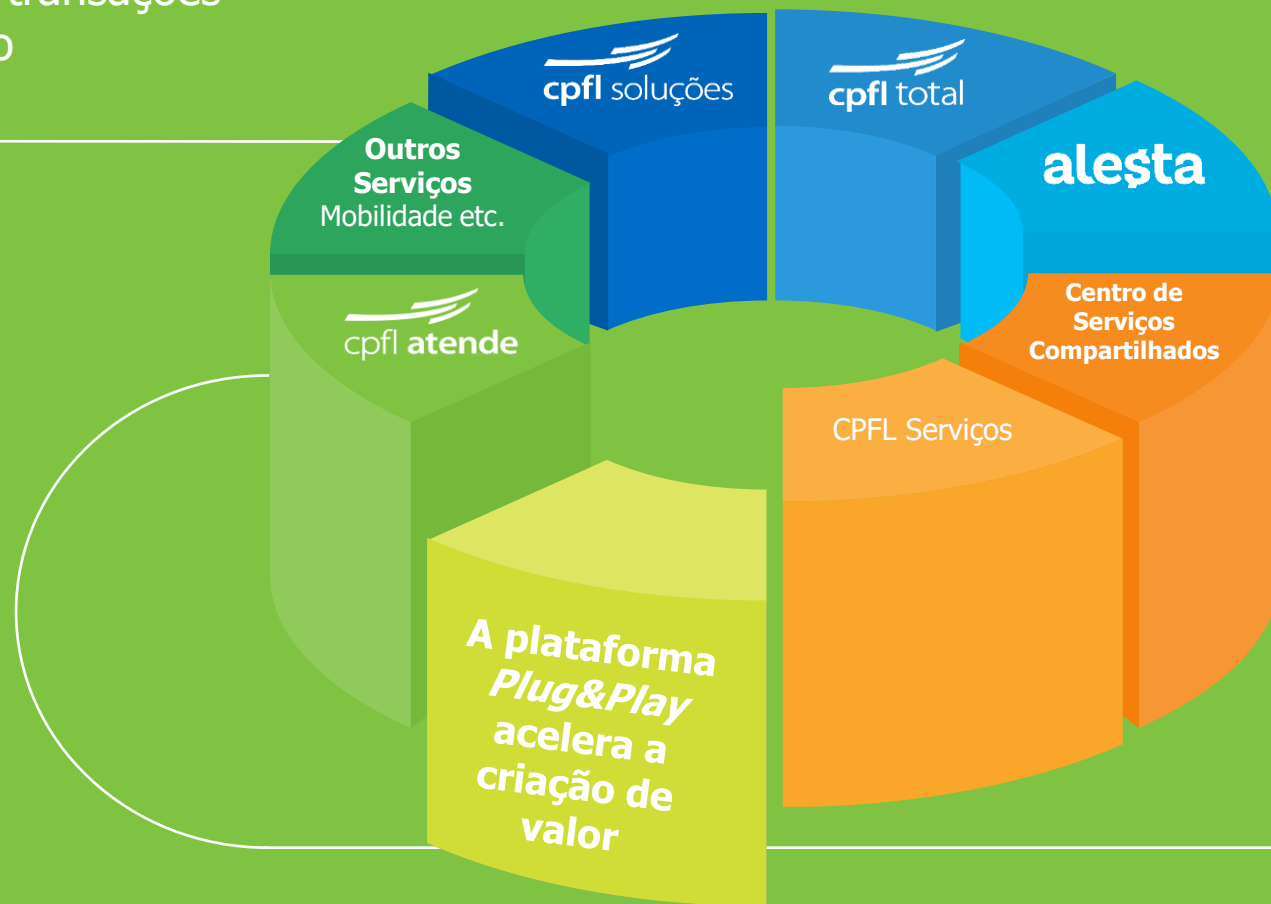 transações
o
cpfl soluções
cpfl total
Outros
Serviços
Mobilidade etc.
alesta
cpfl atende
Centro de
Serviços
Compartilhados
CPFL Serviços
A plataforma
Plug&Play
acelera a
criação de
valor